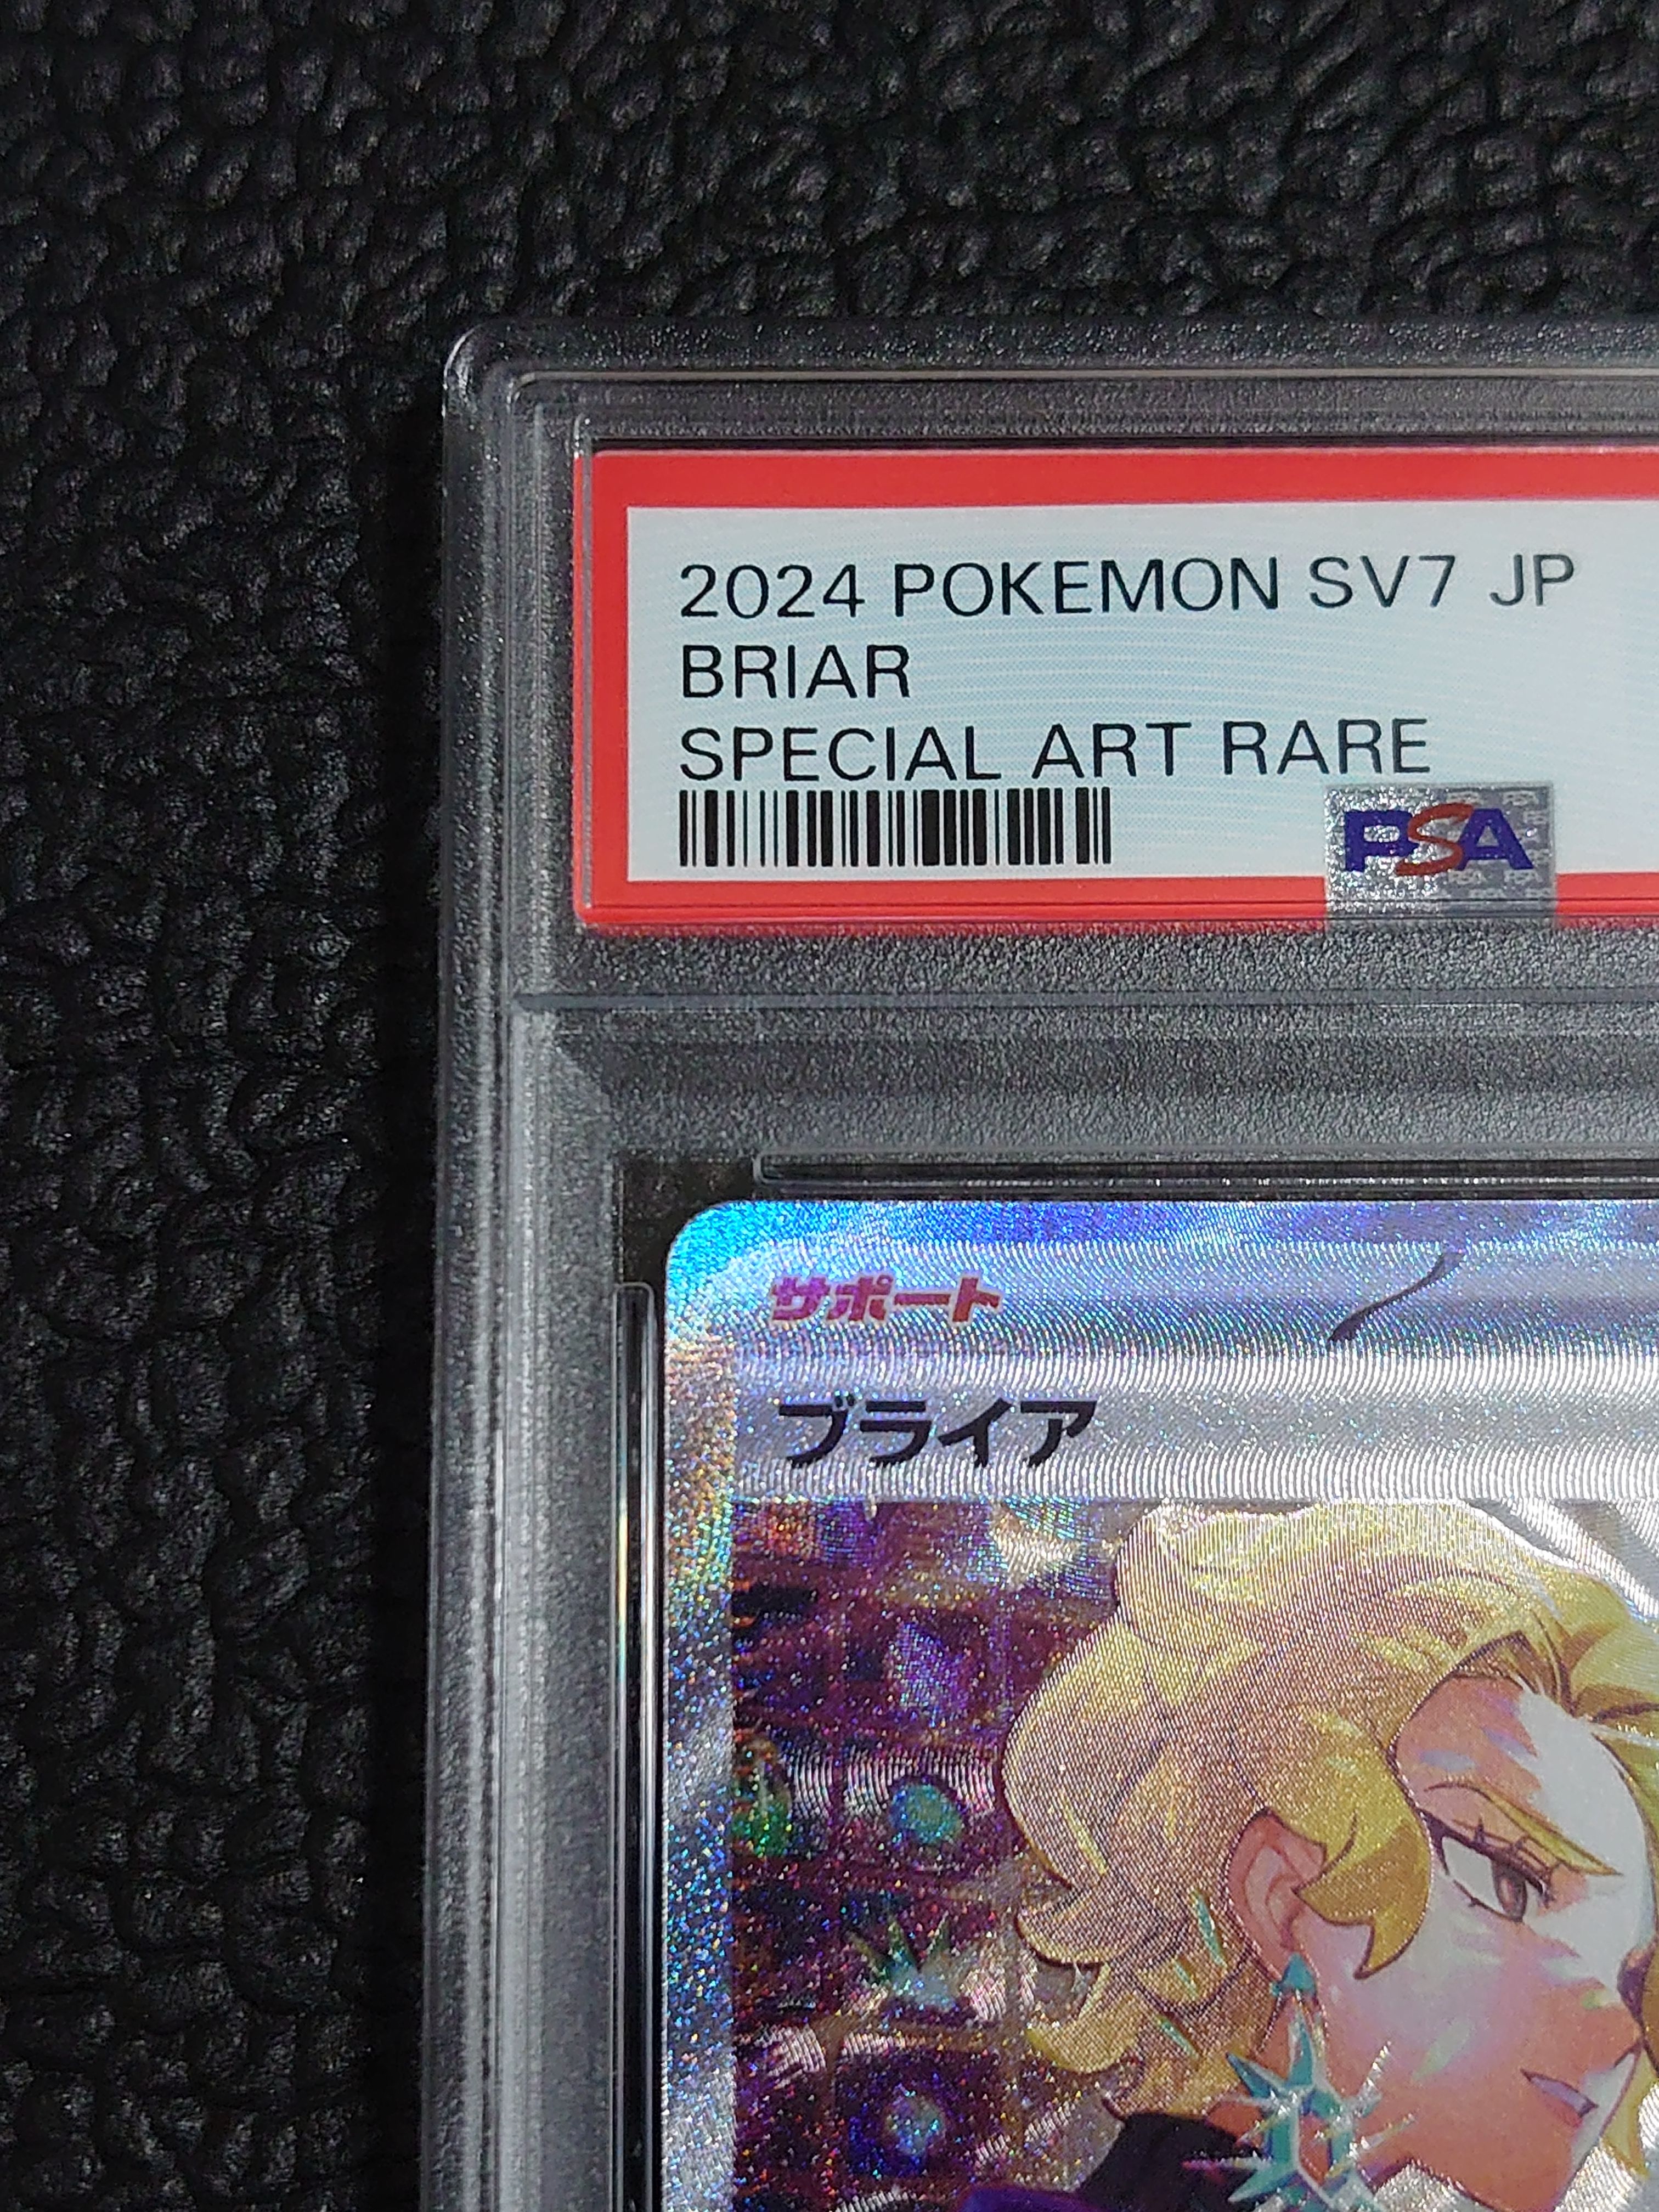 2024 POKEMON SV7 JP
BRIAR
SPECIAL ART RARE
PSA
サポート
ブライア